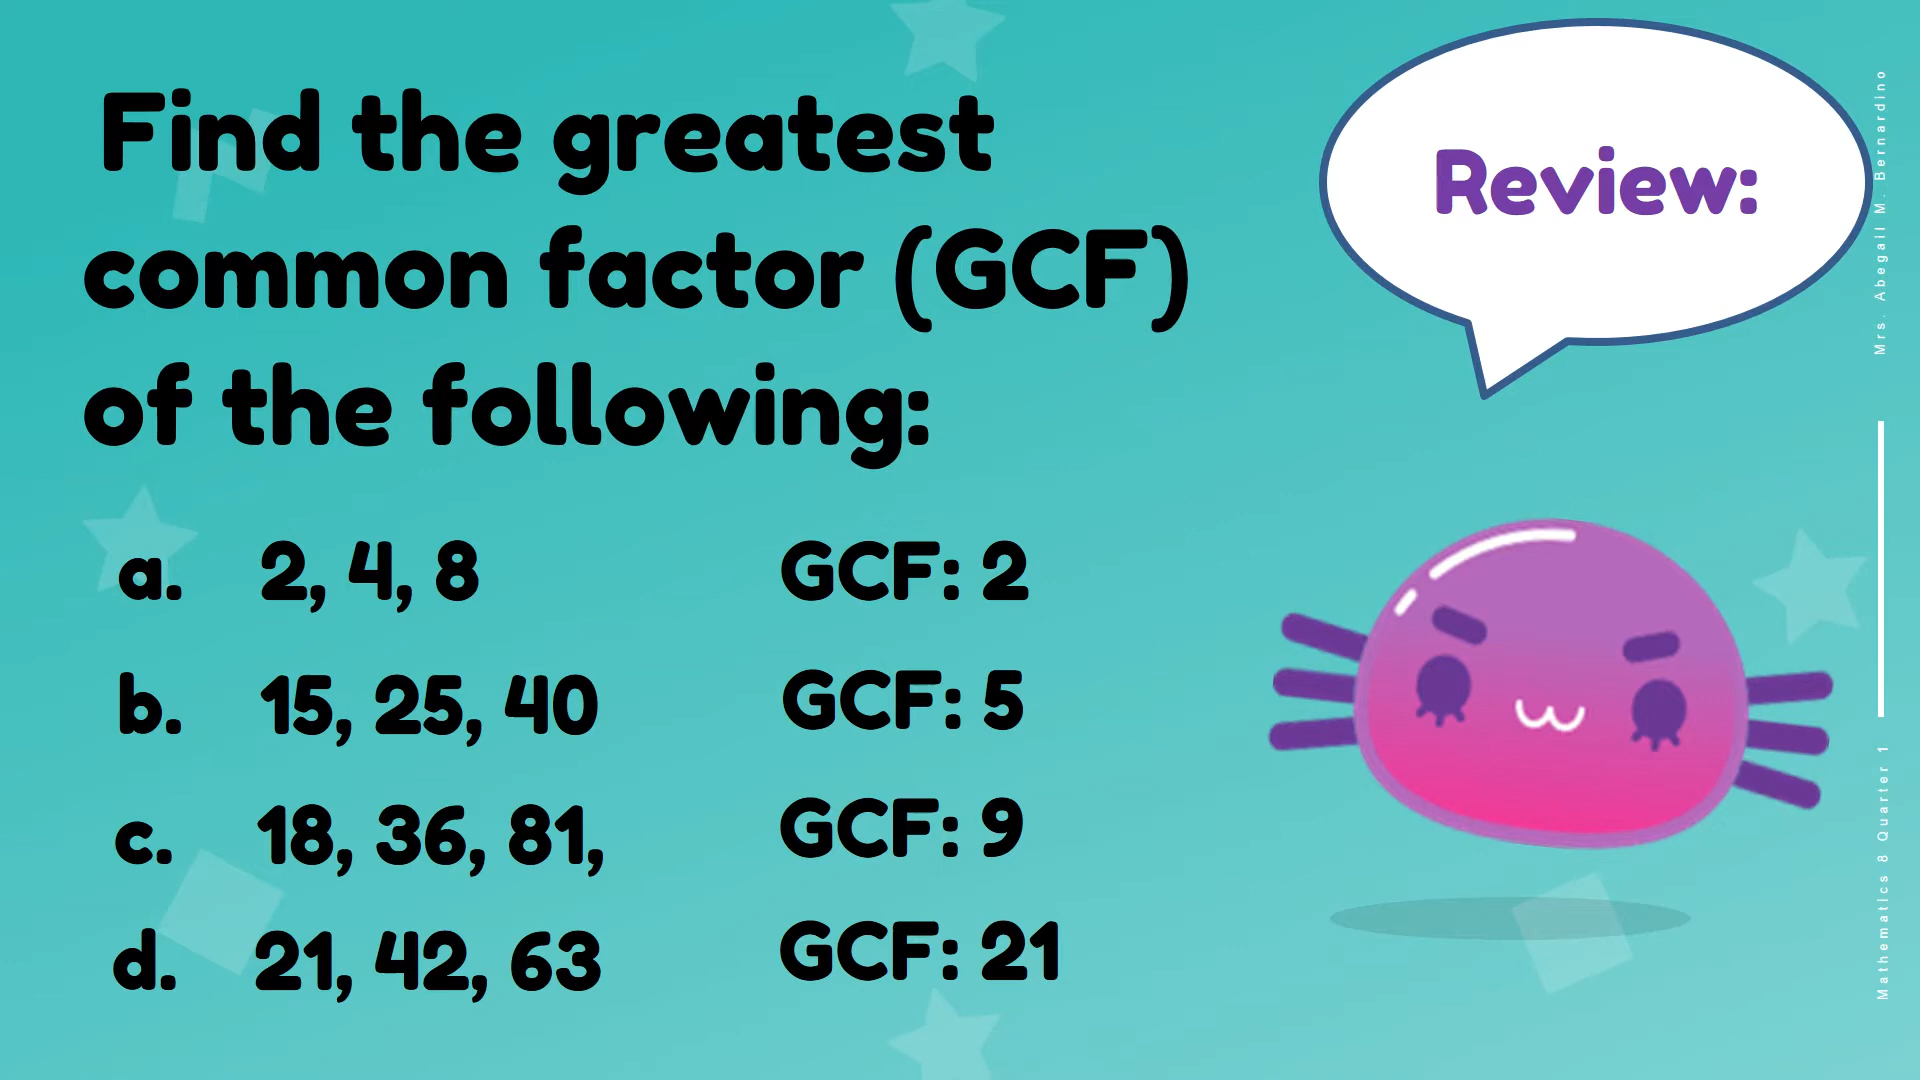 Find the greatest
common factor (GCF)
of the following:
Review:
a. 2, 4, 8 GCF: 2
b. 15, 25, 40 GCF: 5
c. 18, 36, 81, GCF: 9
d. 21, 42, 63 GCF: 21
Mrs. Abegail M. Bernardino
Mathematics 8 Quarter 1